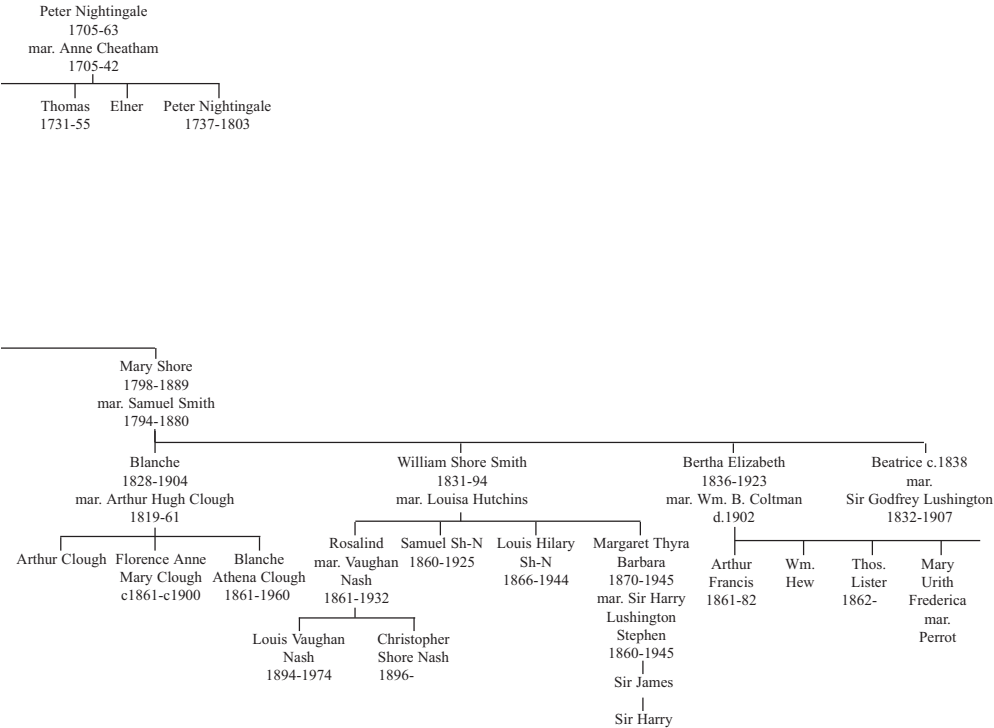 Peter Nightingale
1705-63
mar. Anne Cheatham
1705-42
Thomas
1731-55
Elner
Peter Nightingale
1737-1803
Mary Shore
1798-1889
mar. Samuel Smith
1794-1880
Blanche
1828-1904
mar. Arthur Hugh Clough
1819-61
William Shore Smith
1831-94
mar. Louisa Hutchins
Bertha Elizabeth
1836-1923
mar. Wm. B. Coltman
d.1902
Beatrice c.1838
mar.
Sir Godfrey Lushington
1832-1907
Arthur Clough
Florence Anne
Mary Clough
c1861-c1900
Blanche
Athena Clough
1861-1960
Rosalind
mar. Vaughan
Nash
1861-1932
Samuel Sh-N
1860-1925
Louis Hilary
Sh-N
1866-1944
Margaret Thyra
Barbara
1870-1945
mar. Sir Harry
Lushington
Stephen
1860-1945
Arthur
Francis
1861-82
Wm.
Hew
Thos.
Lister
1862-
Mary
Urith
Frederica
mar.
Perrot
Louis Vaughan
Nash
1894-1974
Christopher
Shore Nash
1896-
Sir James
Sir Harry